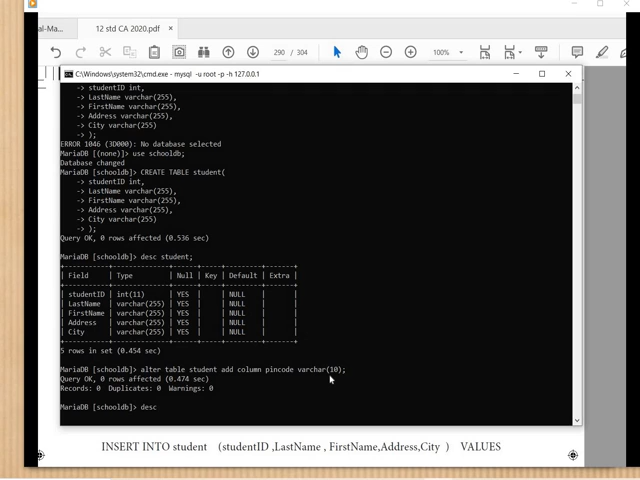 al-Ma...
12 std CA 2020.pdf ×
290 / 304
100%
C:\Windows\system32\cmd.exe - mysql -u root -p -h 127.0.0.1
-> studentID int,
-> LastName varchar(255),
-> FirstName varchar(255),
-> Address varchar(255),
-> City varchar(255)
-> );
ERROR 1046 (3D000): No database selected
MariaDB [(none)]> use schooldb;
Database changed
MariaDB [schooldb]> CREATE TABLE student(
-> studentID int,
-> LastName varchar(255),
-> FirstName varchar(255),
-> Address varchar(255),
-> City varchar(255)
-> );
Query OK, 0 rows affected (0.536 sec)
MariaDB [schooldb]> desc student;
+-----------+--------------+------+-----+---------+-------+
| Field | Type | Null | Key | Default | Extra |
+-----------+--------------+------+-----+---------+-------+
| studentID | int(11) | YES | | NULL | |
| LastName | varchar(255) | YES | | NULL | |
| FirstName | varchar(255) | YES | | NULL | |
| Address | varchar(255) | YES | | NULL | |
| City | varchar(255) | YES | | NULL | |
+-----------+--------------+------+-----+---------+-------+
5 rows in set (0.454 sec)
MariaDB [schooldb]> alter table student add column pincode varchar(10);
Query OK, 0 rows affected (0.474 sec)
Records: 0 Duplicates: 0 Warnings: 0
MariaDB [schooldb]> desc
INSERT INTO student (studentID ,LastName , FirstName,Address,City ) VALUES